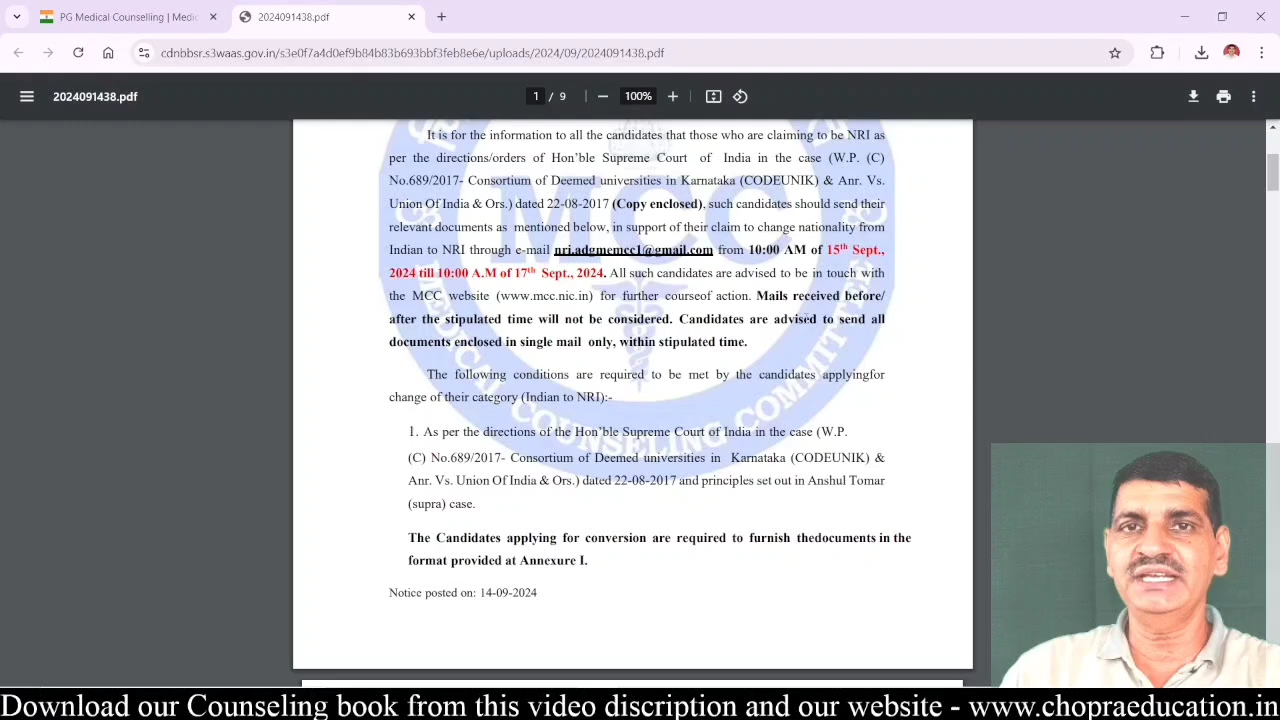 PG Medical Counselling | Medic
2024091438.pdf
cdnbbsr.s3waas.gov.in/s3e0f7a4d0ef9b84b83b693bbf3feb8e6e/uploads/2024/09/2024091438.pdf
2024091438.pdf
1 / 9
100%
It is for the information to all the candidates that those who are claiming to be NRI as
per the directions/orders of Hon'ble Supreme Court of India in the case (W.P. (C)
No.689/2017- Consortium of Deemed universities in Karnataka (CODEUNIK) & Anr. Vs.
Union Of India & Ors.) dated 22-08-2017 (Copy enclosed), such candidates should send their
relevant documents as mentioned below, in support of their claim to change nationality from
Indian to NRI through e-mail nri.adgmemcc1@gmail.com from 10:00 AM of 15th Sept.,
2024 till 10:00 A.M of 17th Sept., 2024. All such candidates are advised to be in touch with
the MCC website (www.mcc.nic.in) for further courseof action. Mails received before/
after the stipulated time will not be considered. Candidates are advised to send all
documents enclosed in single mail only, within stipulated time.
The following conditions are required to be met by the candidates applyingfor
change of their category (Indian to NRI):-
1. As per the directions of the Hon'ble Supreme Court of India in the case (W.P.
(C) No.689/2017- Consortium of Deemed universities in Karnataka (CODEUNIK) &
Anr. Vs. Union Of India & Ors.) dated 22-08-2017 and principles set out in Anshul Tomar
(supra) case.
The Candidates applying for conversion are required to furnish thedocuments in the
format provided at Annexure I.
Notice posted on: 14-09-2024
MCC
MEDICAL COUNSELING COMMITTEE
Download our Counseling book from this video discription and our website - www.chopraeducation.in